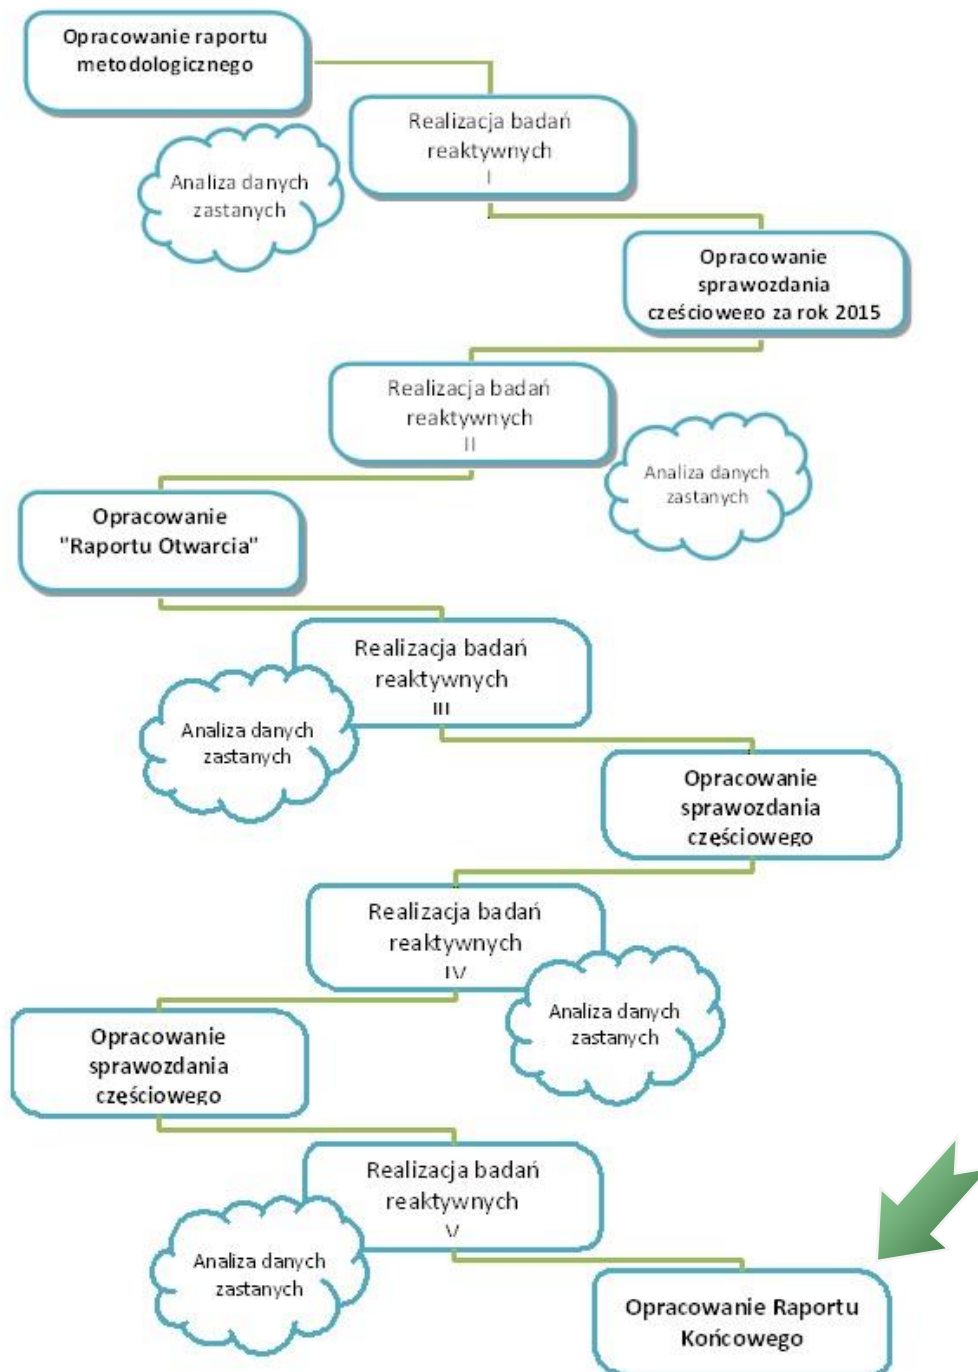 Opracowanie raportu
metodologicznego
Realizacja badań
reaktywnych
I
Analiza danych
zastanych
Opracowanie
sprawozdania
częściowego za rok 2015
Realizacja badań
reaktywnych
II
Analiza danych
zastanych
Opracowanie
"Raportu Otwarcia"
Realizacja badań
reaktywnych
III
Analiza danych
zastanych
Opracowanie
sprawozdania
częściowego
Realizacja badań
reaktywnych
IV
Analiza danych
zastanych
Opracowanie
sprawozdania
częściowego
Realizacja badań
reaktywnych
V
Analiza danych
zastanych
Opracowanie Raportu
Końcowego